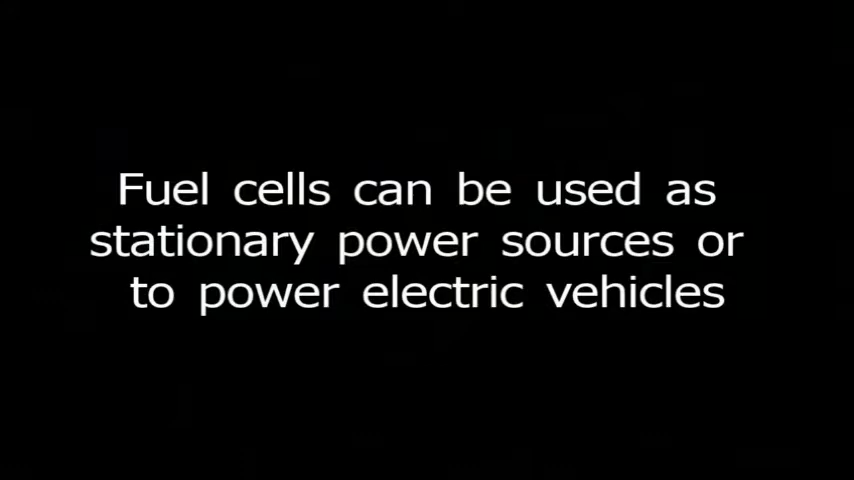 Fuel cells can be used as
stationary power sources or
to power electric vehicles